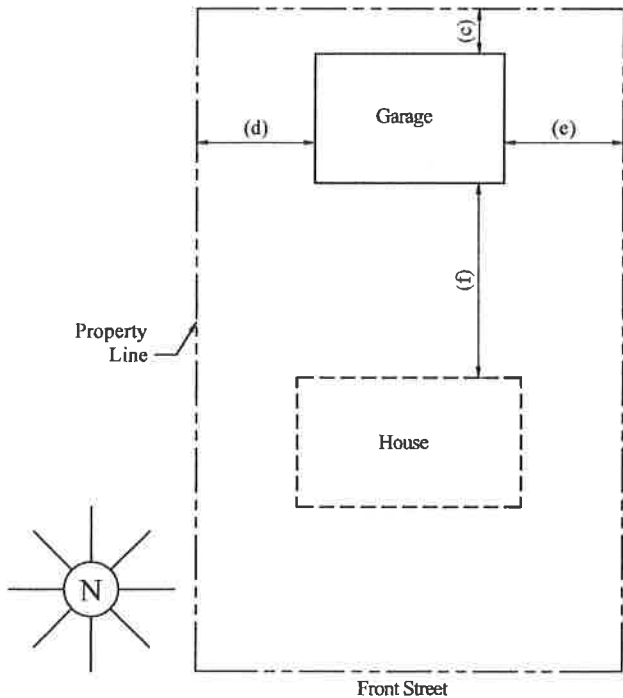 (c)
Garage
(d)
(e)
(f)
Property
Line
House
N
Front Street